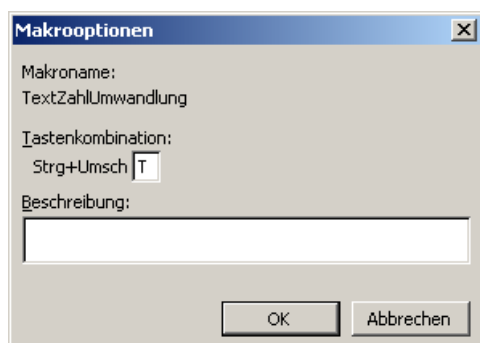 Makrooptionen
Makroname:
TextZahlUmwandlung
Tastenkombination:
Strg+Umsch T
Beschreibung:
OK Abbrechen